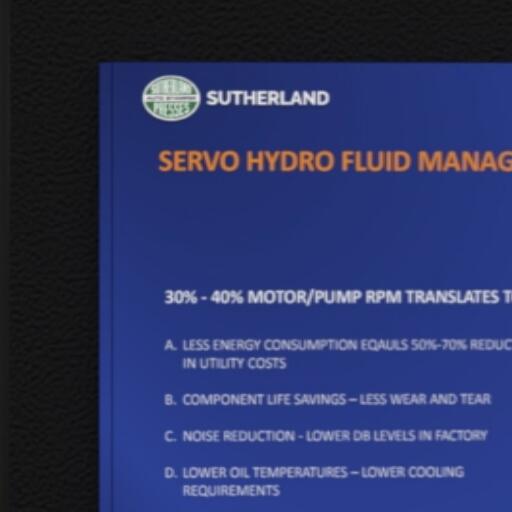 SUTHERLAND
PRESSES
SUTHERLAND
SERVO HYDRO FLUID MANAG
30% - 40% MOTOR/PUMP RPM TRANSLATES T
A. LESS ENERGY CONSUMPTION EQAULS 50%-70% REDUC
IN UTILITY COSTS
B. COMPONENT LIFE SAVINGS – LESS WEAR AND TEAR
C. NOISE REDUCTION - LOWER DB LEVELS IN FACTORY
D. LOWER OIL TEMPERATURES – LOWER COOLING
REQUIREMENTS